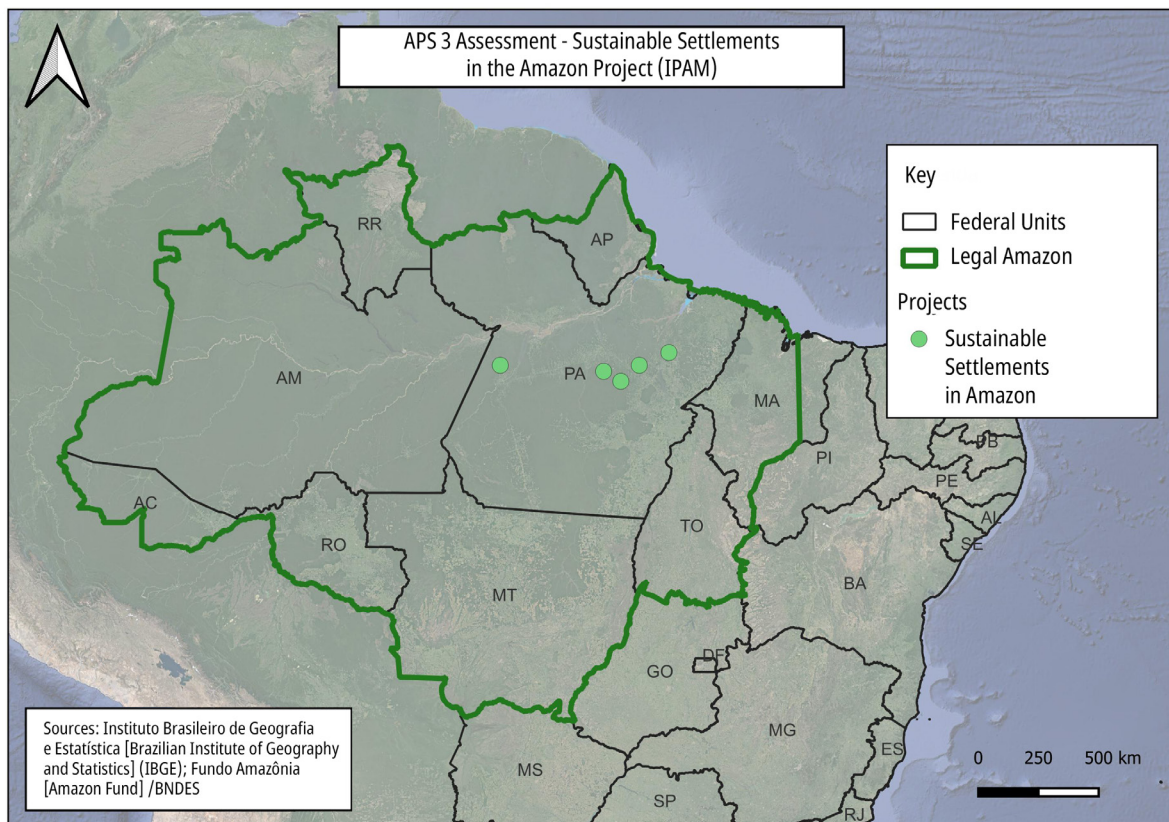 APS 3 Assessment - Sustainable Settlements
in the Amazon Project (IPAM)
Key
Federal Units
Legal Amazon
Projects
Sustainable
Settlements
in Amazon
RR
AP
AM
PA
MA
PI
PB
PE
AL
SE
AC
RO
TO
MT
BA
DF
GO
MG
ES
MS
SP
RJ
Sources: Instituto Brasileiro de Geografia
e Estatística [Brazilian Institute of Geography
and Statistics] (IBGE); Fundo Amazônia
[Amazon Fund] /BNDES
0 250 500 km